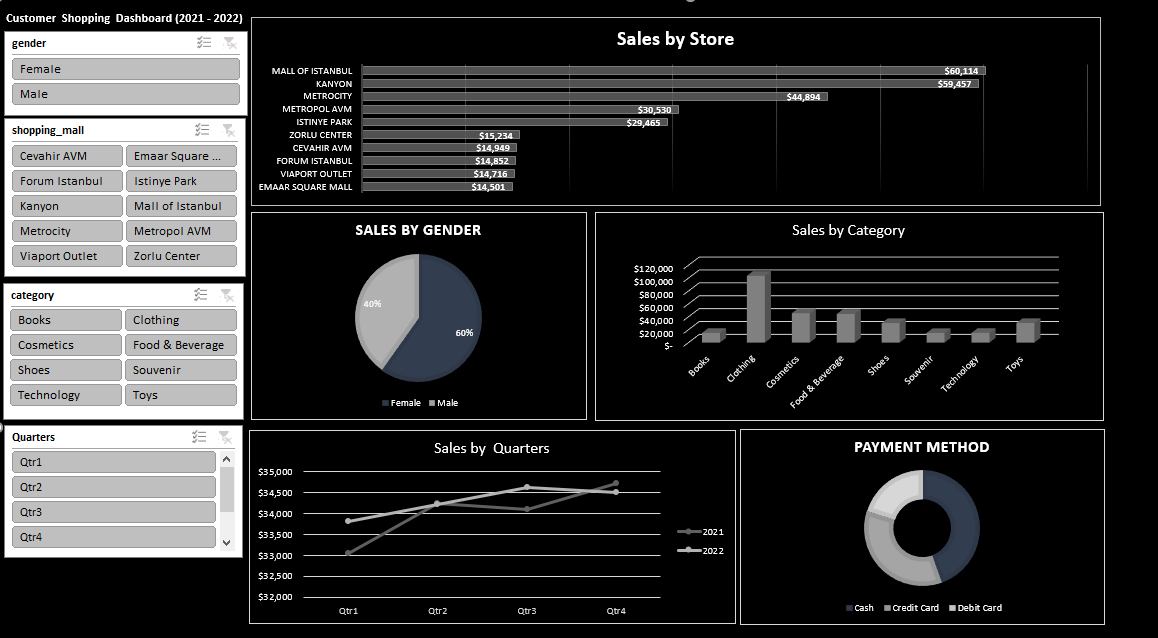 Customer Shopping Dashboard (2021 - 2022)
gender
Female
Male
shopping_mall
Cevahir AVM
Emaar Square ...
Forum Istanbul
Istinye Park
Kanyon
Mall of Istanbul
Metrocity
Metropol AVM
Viaport Outlet
Zorlu Center
category
Books
Clothing
Cosmetics
Food & Beverage
Shoes
Souvenir
Technology
Toys
Quarters
Qtr1
Qtr2
Qtr3
Qtr4
Sales by Store
MALL OF ISTANBUL $60,114
KANYON $59,457
METROCITY $44,894
METROPOL AVM $30,530
ISTINYE PARK $29,465
ZORLU CENTER $15,234
CEVAHIR AVM $14,949
FORUM ISTANBUL $14,852
VIAPORT OUTLET $14,716
EMAAR SQUARE MALL $14,501
SALES BY GENDER
40%
60%
Female Male
Sales by Category
$120,000
$100,000
$80,000
$60,000
$40,000
$20,000
$-
Books
Clothing
Cosmetics
Food & Beverage
Shoes
Souvenir
Technology
Toys
Sales by Quarters
$35,000
$34,500
$34,000
$33,500
$33,000
$32,500
$32,000
Qtr1 Qtr2 Qtr3 Qtr4
2021
2022
PAYMENT METHOD
Cash Credit Card Debit Card